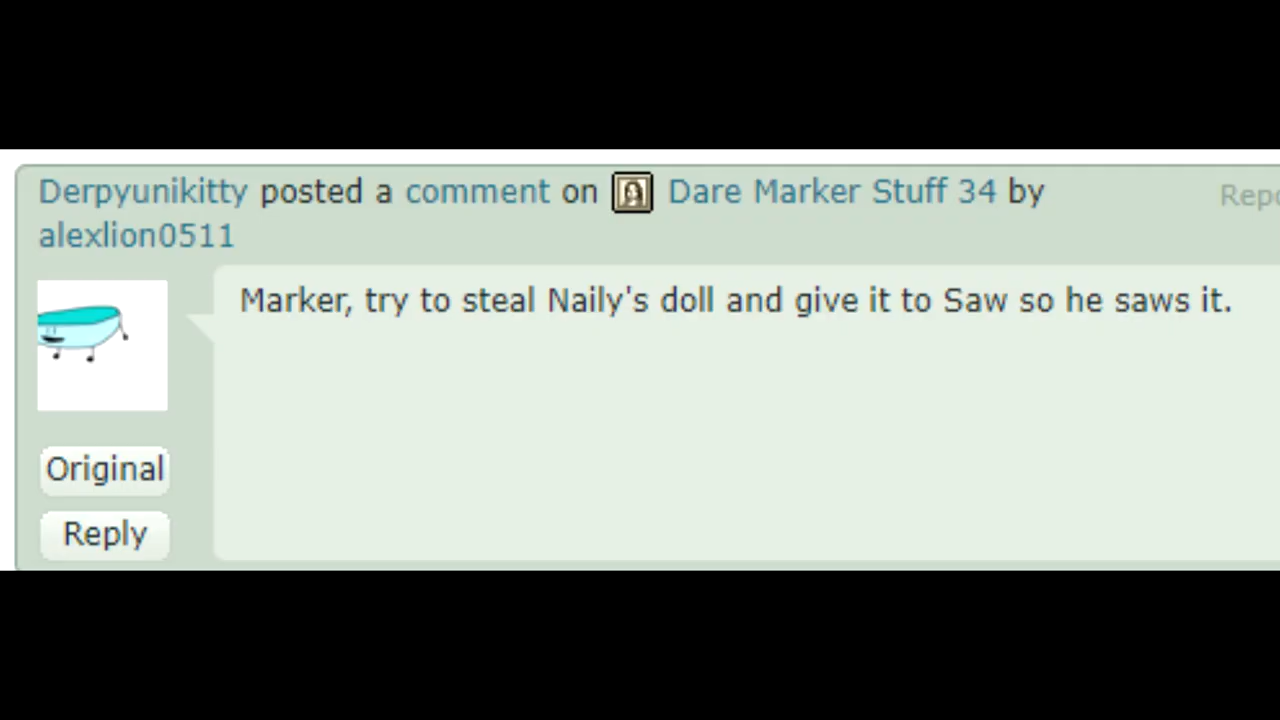 Derpyunikitty posted a comment on Dare Marker Stuff 34 by
alexlion0511
Repo
Marker, try to steal Naily's doll and give it to Saw so he saws it.
Original
Reply